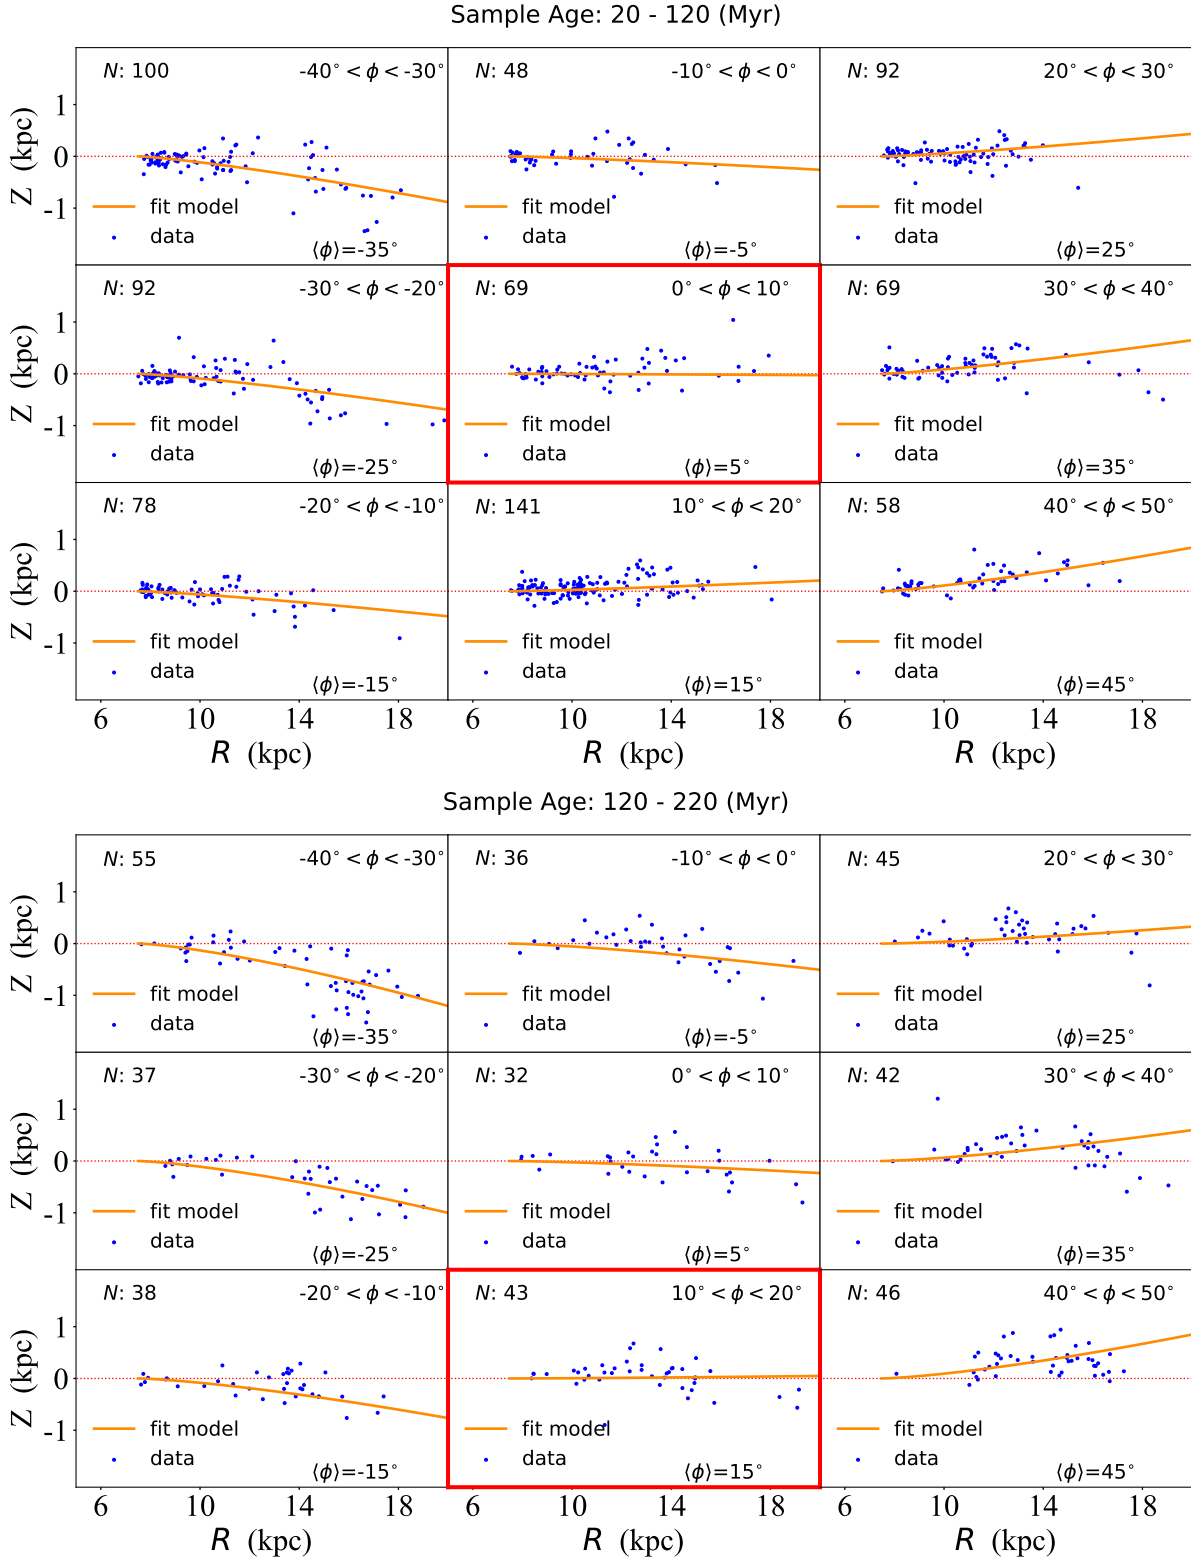 Sample Age: 20 - 120 (Myr)
N: 100 -40° < ϕ < -30° N: 48 -10° < ϕ < 0° N: 92 20° < ϕ < 30°
1
Z (kpc) 0
-1 fit model fit model fit model
data data data
⟨ϕ⟩=-35° ⟨ϕ⟩=-5° ⟨ϕ⟩=25°
N: 92 -30° < ϕ < -20° N: 69 0° < ϕ < 10° N: 69 30° < ϕ < 40°
1
Z (kpc) 0
-1 fit model fit model fit model
data data data
⟨ϕ⟩=-25° ⟨ϕ⟩=5° ⟨ϕ⟩=35°
N: 78 -20° < ϕ < -10° N: 141 10° < ϕ < 20° N: 58 40° < ϕ < 50°
1
Z (kpc) 0
-1 fit model fit model fit model
data data data
⟨ϕ⟩=-15° ⟨ϕ⟩=15° ⟨ϕ⟩=45°
6 10 14 18 6 10 14 18 6 10 14 18
R (kpc) R (kpc) R (kpc)
Sample Age: 120 - 220 (Myr)
N: 55 -40° < ϕ < -30° N: 36 -10° < ϕ < 0° N: 45 20° < ϕ < 30°
1
Z (kpc) 0
-1 fit model fit model fit model
data data data
⟨ϕ⟩=-35° ⟨ϕ⟩=-5° ⟨ϕ⟩=25°
N: 37 -30° < ϕ < -20° N: 32 0° < ϕ < 10° N: 42 30° < ϕ < 40°
1
Z (kpc) 0
-1 fit model fit model fit model
data data data
⟨ϕ⟩=-25° ⟨ϕ⟩=5° ⟨ϕ⟩=35°
N: 38 -20° < ϕ < -10° N: 43 10° < ϕ < 20° N: 46 40° < ϕ < 50°
1
Z (kpc) 0
-1 fit model fit model fit model
data data data
⟨ϕ⟩=-15° ⟨ϕ⟩=15° ⟨ϕ⟩=45°
6 10 14 18 6 10 14 18 6 10 14 18
R (kpc) R (kpc) R (kpc)